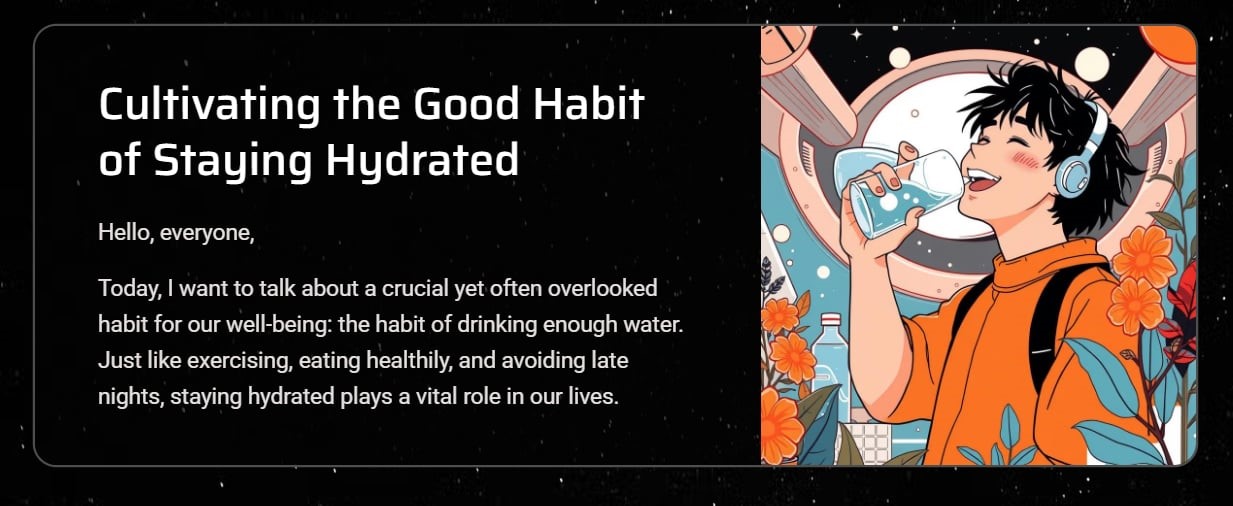 Cultivating the Good Habit
of Staying Hydrated
Hello, everyone,
Today, I want to talk about a crucial yet often overlooked
habit for our well-being: the habit of drinking enough water.
Just like exercising, eating healthily, and avoiding late
nights, staying hydrated plays a vital role in our lives.